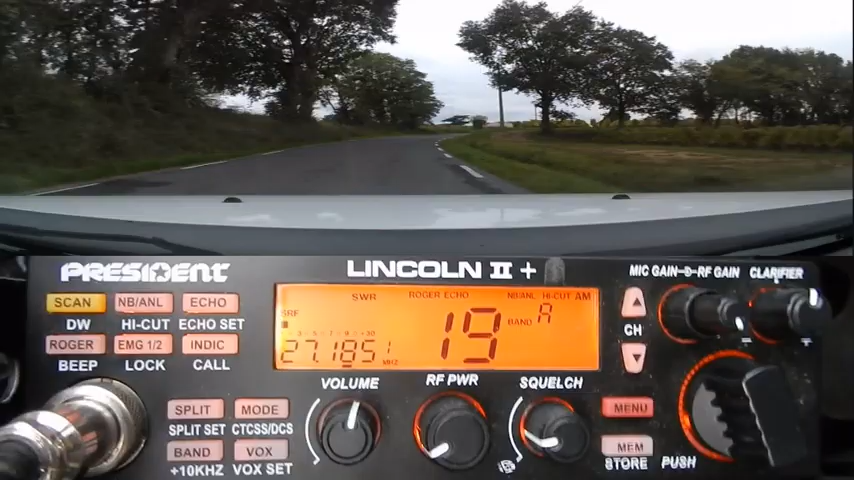 PRESIDENT LINCOLN II + MIC GAIN-D-RF GAIN CLARIFIER
SCAN NB/ANL ECHO
DW HI-CUT ECHO SET
ROGER EMG 1/2 INDIC
BEEP LOCK CALL
SWR ROGER ECHO NB/ANL HI-CUT AM
SRF
BAND A
27.1851 MHZ 19
CH
VOLUME RF PWR SQUELCH
SPLIT MODE
SPLIT SET CTCSS/DCS
BAND VOX
+10KHZ VOX SET
MENU
MEM
STORE PUSH